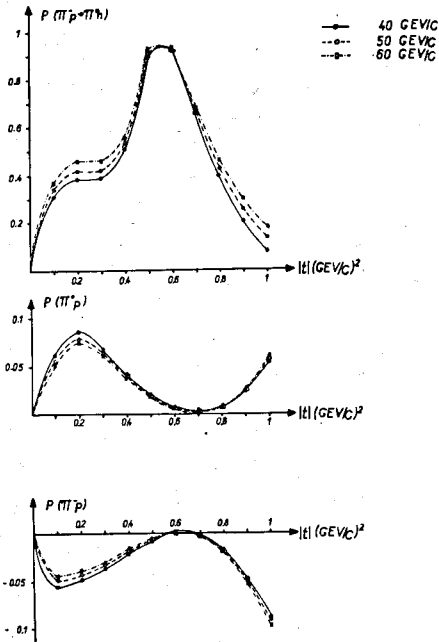 P (π⁻p→π°n)
40 GEV/C
50 GEV/C
60 GEV/C
1
0.8
0.6
0.4
0.2
0.2 0.4 0.6 0.8 1
|t| (GEV/C)²
P (π⁺p)
0.1
0.05
0.2 0.4 0.6 0.8 1
|t| (GEV/C)²
P (π⁻p)
0.2 0.4 0.6 0.8 1
|t| (GEV/C)²
-0.05
-0.1